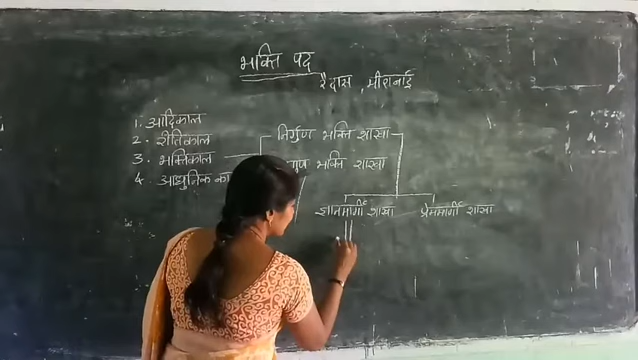 भक्ति पद
रैदास, मीराबाई
1. आदिकाल
2. रीतिकाल
3. भक्तिकाल
4. आधुनिक का
निर्गुण भक्ति शाखा
गुण भक्ति शाखा
ज्ञानमार्गी शाखा प्रेममार्गी शाखा